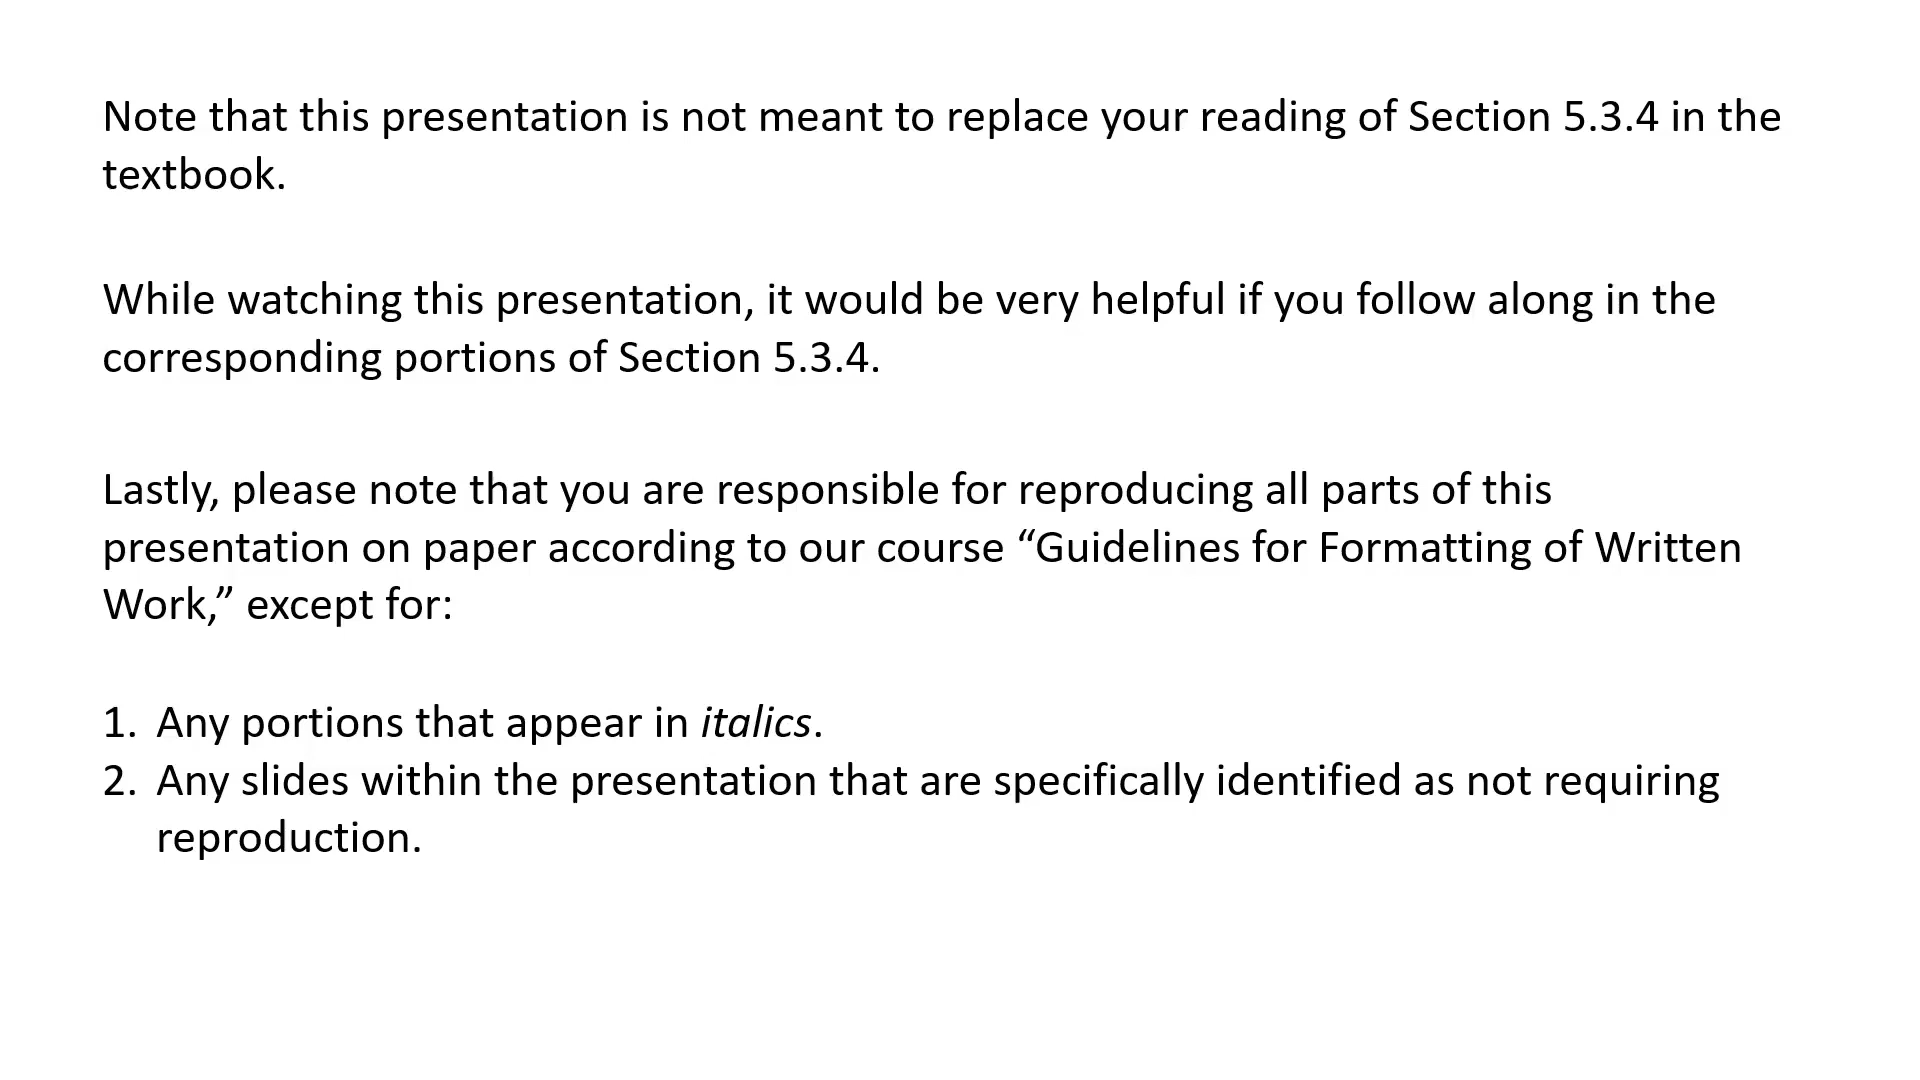 Note that this presentation is not meant to replace your reading of Section 5.3.4 in the
textbook.
While watching this presentation, it would be very helpful if you follow along in the
corresponding portions of Section 5.3.4.
Lastly, please note that you are responsible for reproducing all parts of this
presentation on paper according to our course “Guidelines for Formatting of Written
Work,” except for:
1. Any portions that appear in italics.
2. Any slides within the presentation that are specifically identified as not requiring
reproduction.